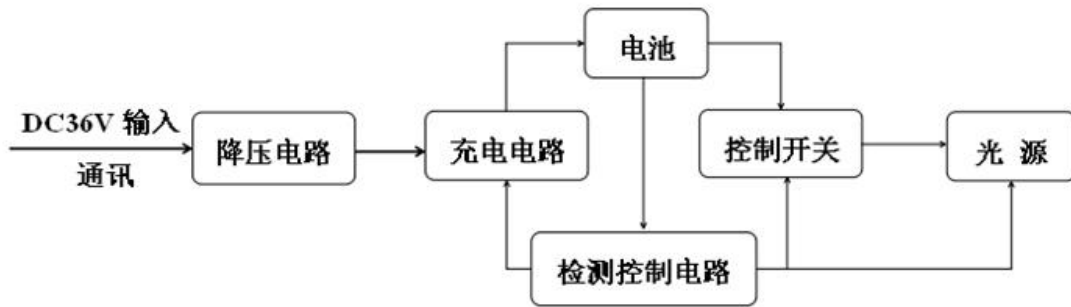 电池
DC36V 输入
通讯
降压电路
充电电路
控制开关
光 源
检测控制电路